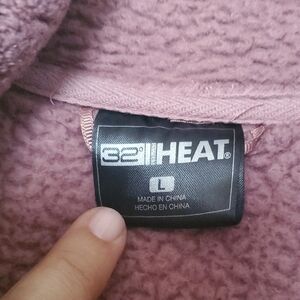 32° HEAT®
L
MADE IN CHINA
HECHO EN CHINA